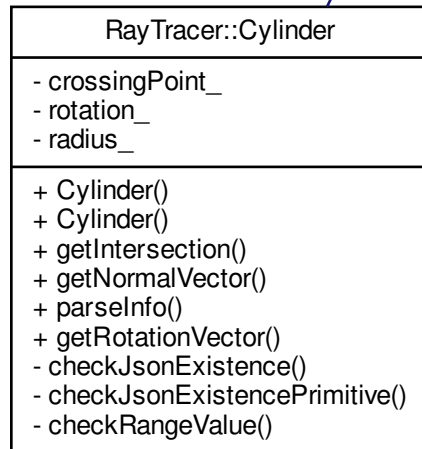 RayTracer::Cylinder
- crossingPoint_
- rotation_
- radius_
+ Cylinder()
+ Cylinder()
+ getIntersection()
+ getNormalVector()
+ parseInfo()
+ getRotationVector()
- checkJsonExistence()
- checkJsonExistencePrimitive()
- checkRangeValue()